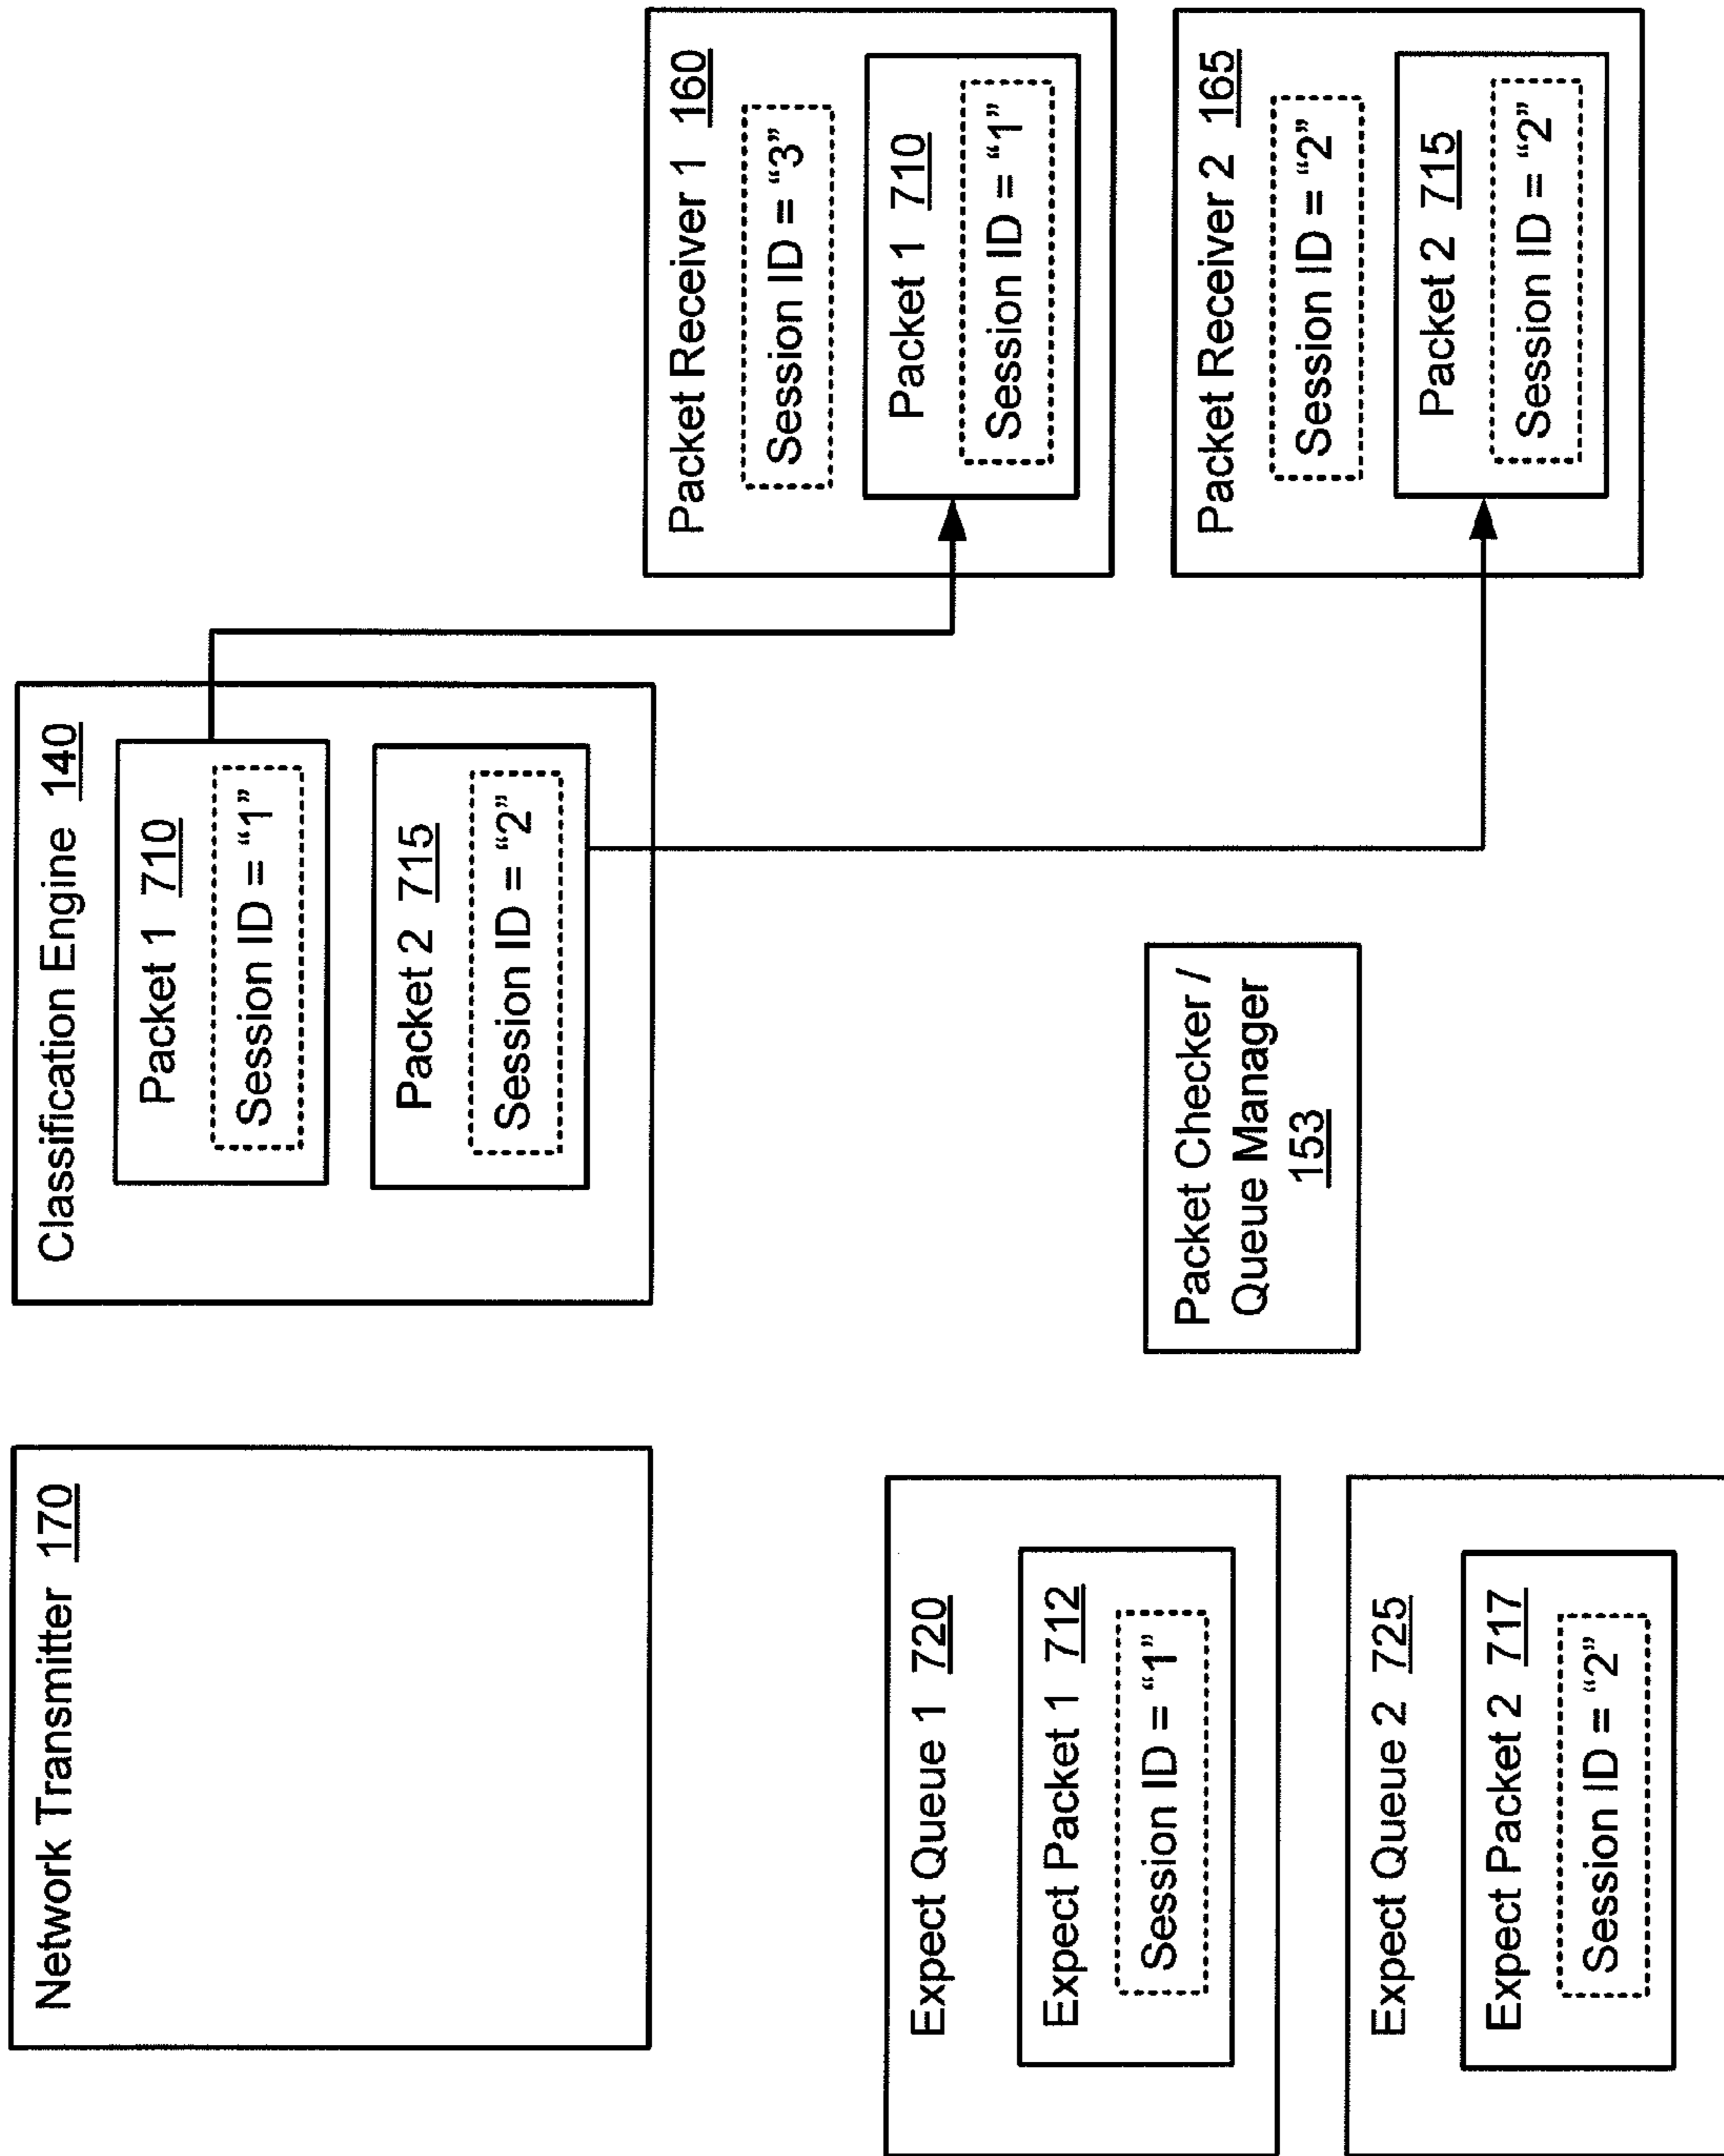 Network Transmitter 170
Classification Engine 140
Packet 1 710
Session ID = “1”
Packet 2 715
Session ID = “2”
Packet Receiver 1 160
Session ID = “3”
Packet 1 710
Session ID = “1”
Expect Queue 1 720
Expect Packet 1 712
Session ID = “1”
Packet Checker /
Queue Manager
153
Packet Receiver 2 165
Session ID = “2”
Packet 2 715
Session ID = “2”
Expect Queue 2 725
Expect Packet 2 717
Session ID = “2”